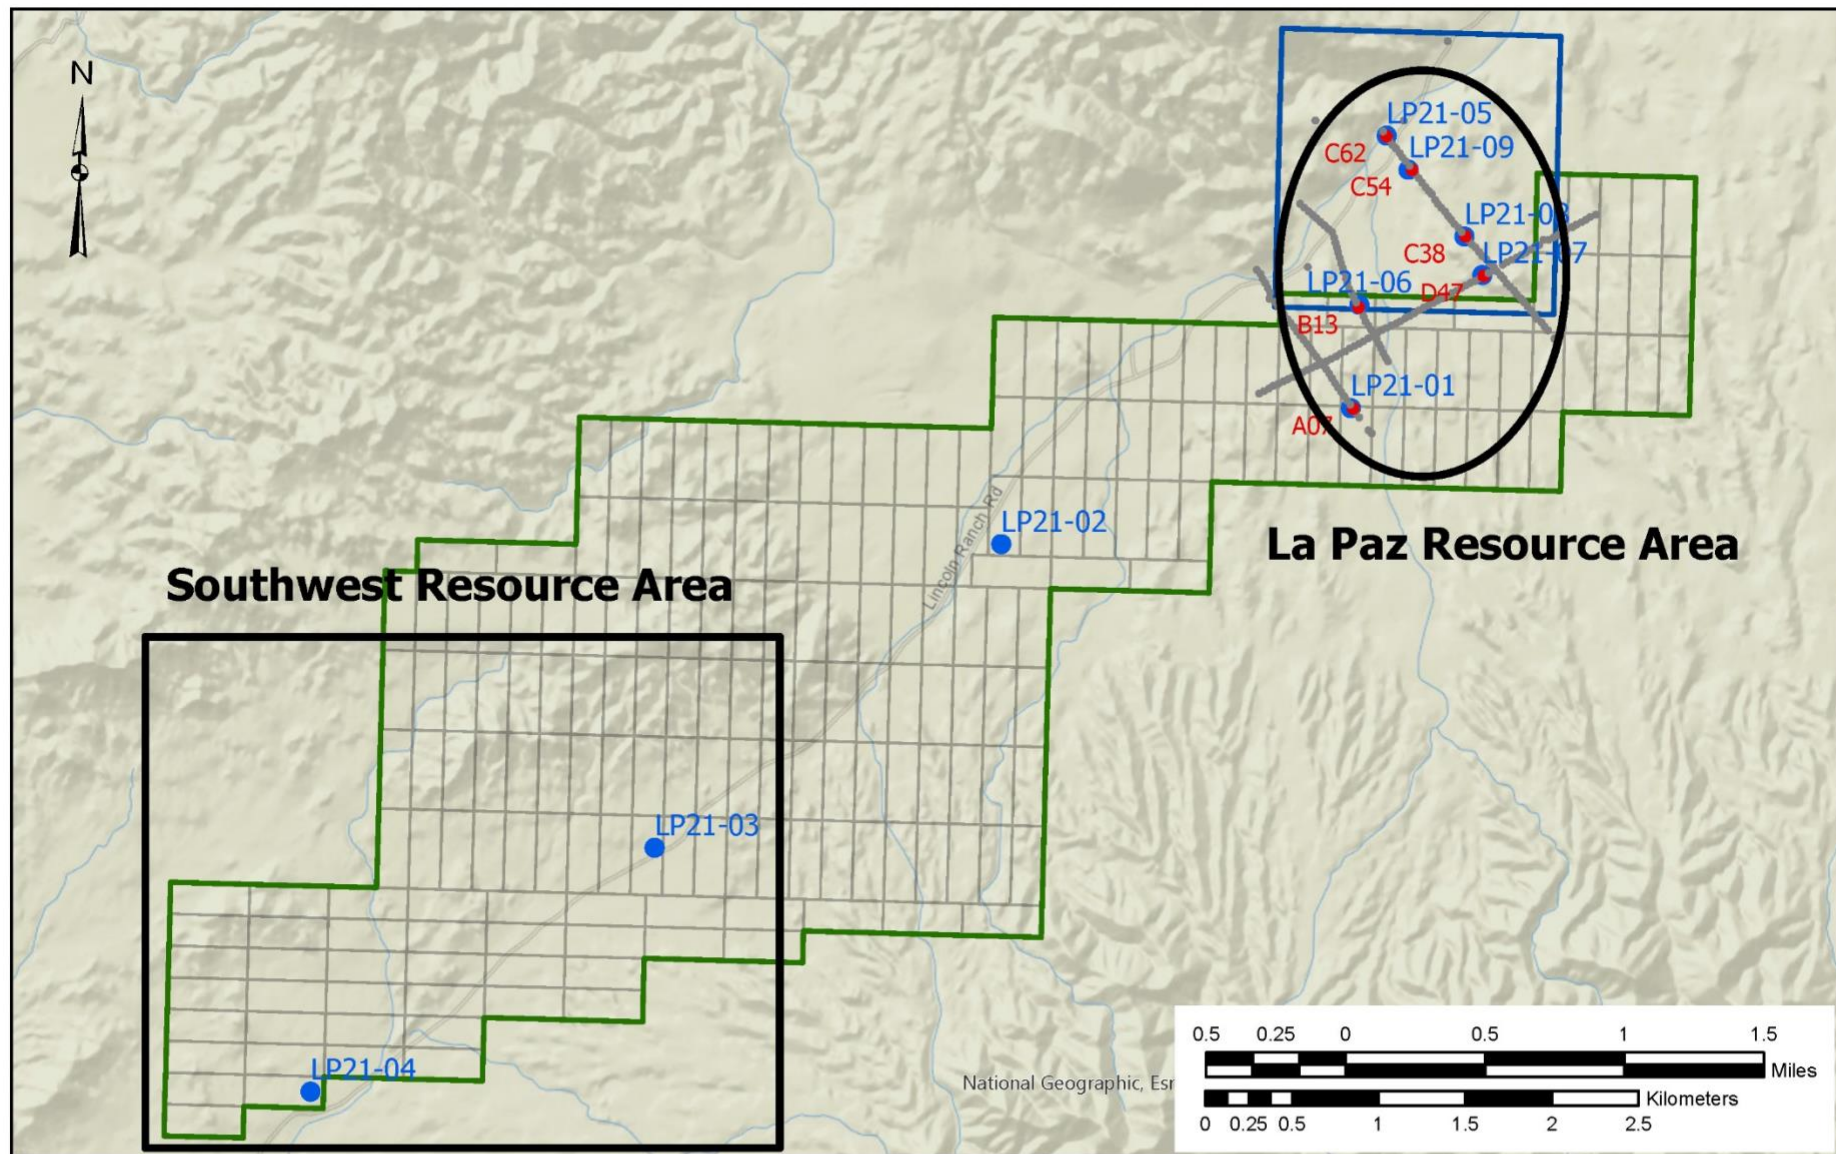 N
LP21-05
C62
LP21-09
C54
LP21-08
C38
LP21-07
LP21-06
D47
B13
LP21-01
A07
LP21-02
La Paz Resource Area
Lincoln Ranch Rd
Southwest Resource Area
LP21-03
LP21-04
National Geographic, Esr
0.5 0.25 0 0.5 1 1.5
Miles
Kilometers
0 0.25 0.5 1 1.5 2 2.5